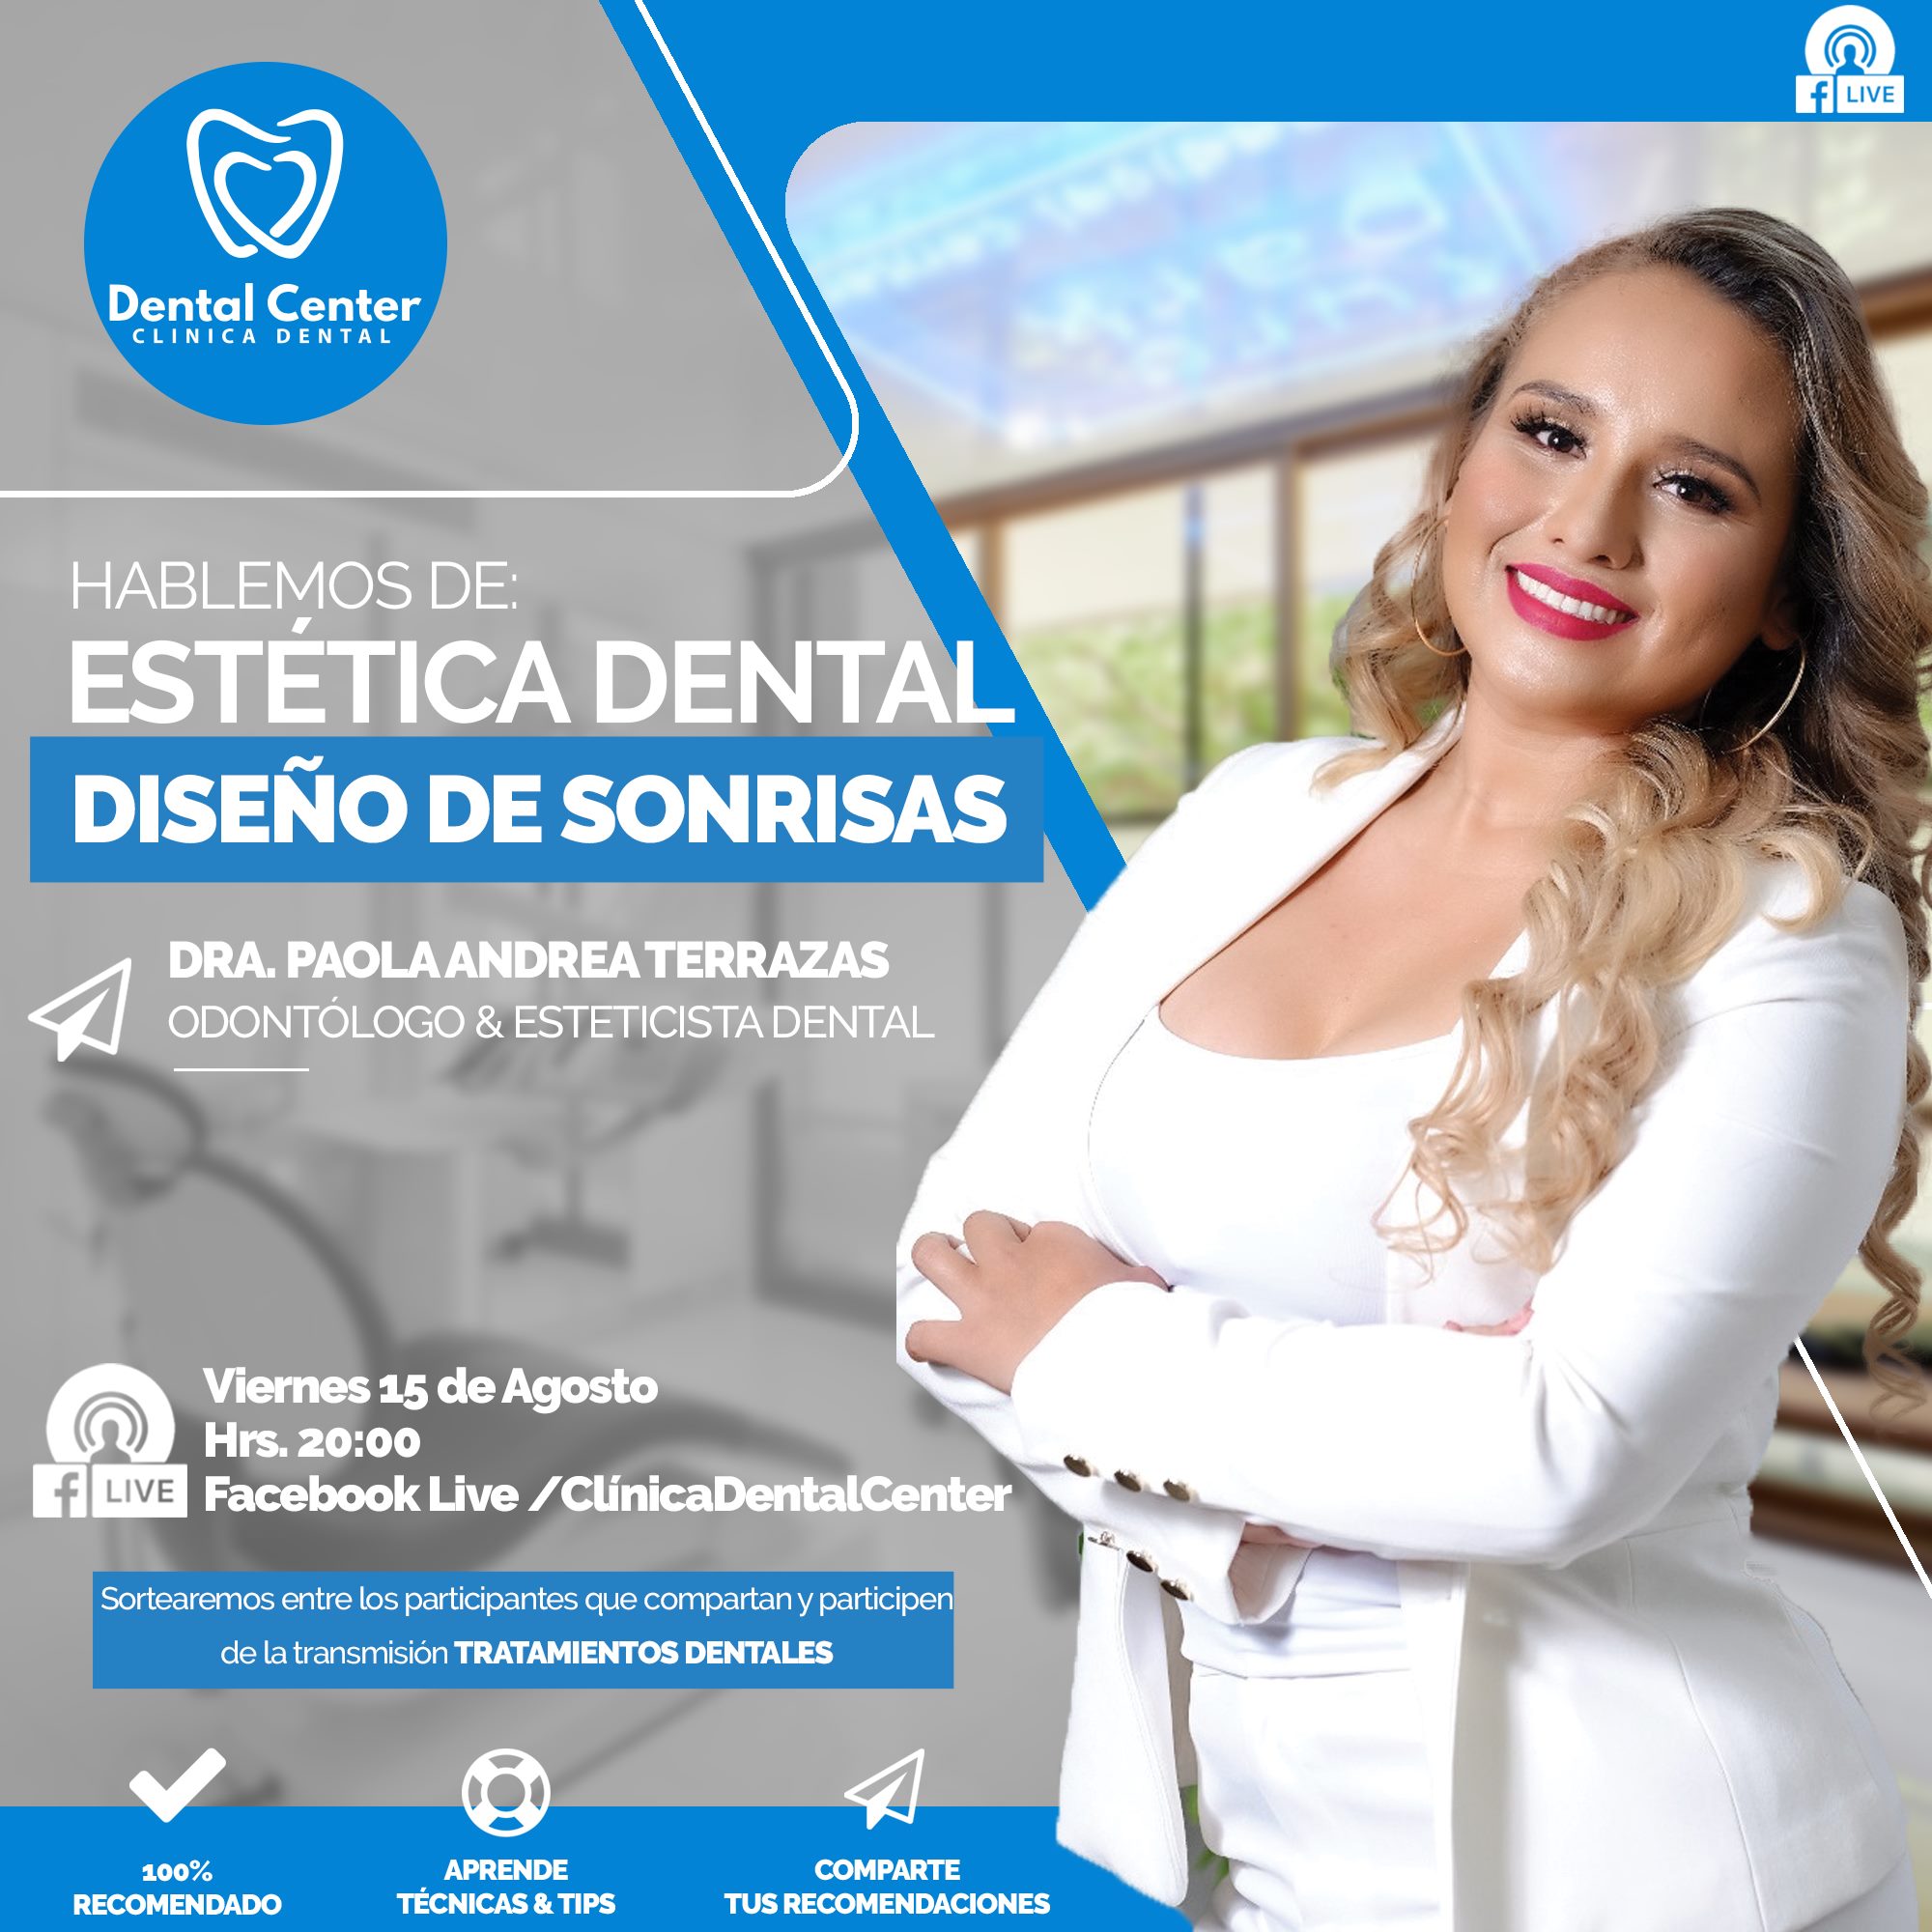 f LIVE
Dental Center
CLINICA DENTAL
HABLEMOS DE:
ESTÉTICA DENTAL
DISEÑO DE SONRISAS
DRA. PAOLA ANDREA TERRAZAS
ODONTÓLOGO & ESTETICISTA DENTAL
Viernes 15 de Agosto
Hrs. 20:00
f LIVE
Facebook Live /ClínicaDentalCenter
Sortearemos entre los participantes que compartan y participen
de la transmisión TRATAMIENTOS DENTALES
100%
RECOMENDADO
APRENDE
TÉCNICAS & TIPS
COMPARTE
TUS RECOMENDACIONES